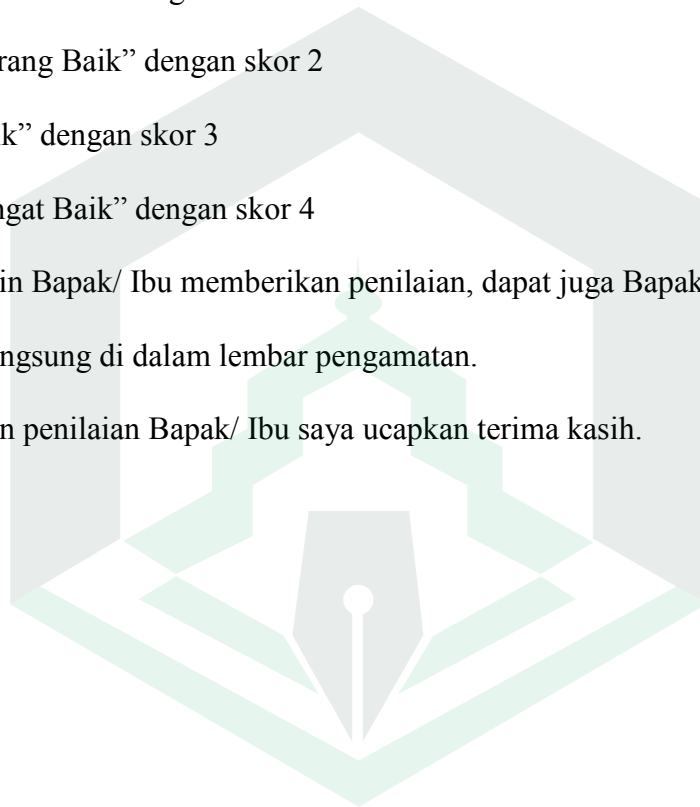 rang Baik” dengan skor 2
k” dengan skor 3
ngat Baik” dengan skor 4
in Bapak/ Ibu memberikan penilaian, dapat juga Bapak
ngsung di dalam lembar pengamatan.
n penilaian Bapak/ Ibu saya ucapkan terima kasih.